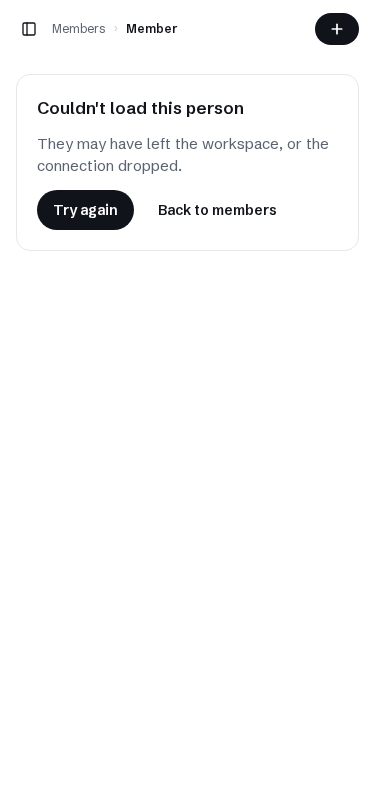 Members
Member
Couldn't load this person
They may have left the workspace, or the
connection dropped.
Try again
Back to members